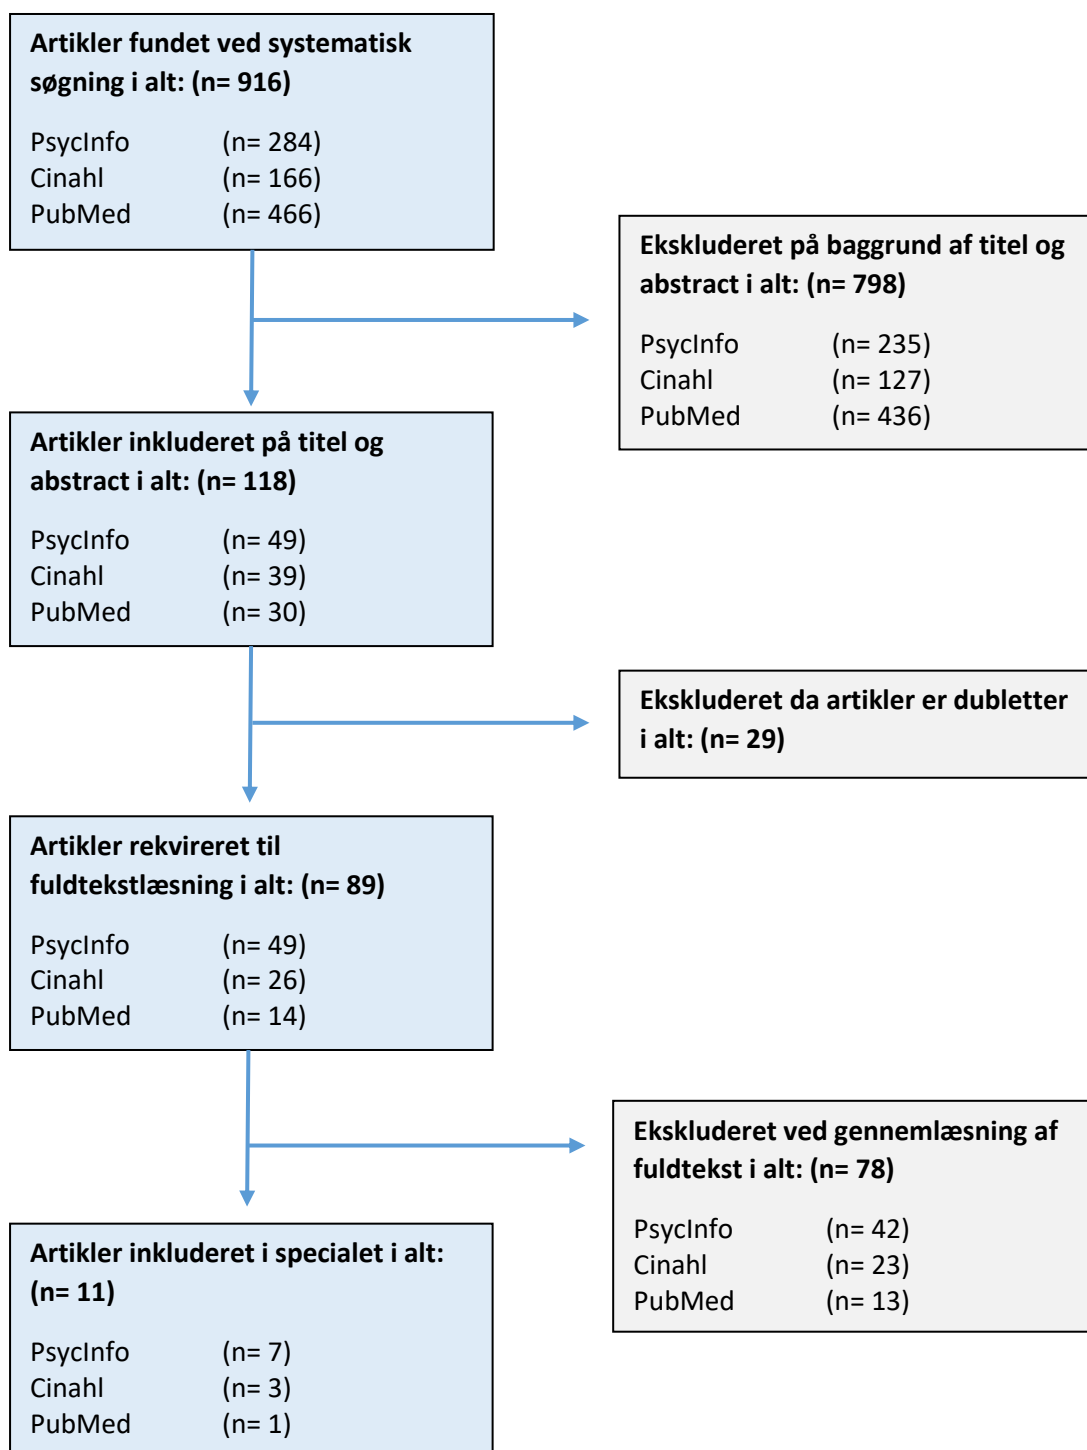 Artikler fundet ved systematisk
søgning i alt: (n= 916)
PsycInfo (n= 284)
Cinahl (n= 166)
PubMed (n= 466)
Ekskluderet på baggrund af titel og
abstract i alt: (n= 798)
PsycInfo (n= 235)
Cinahl (n= 127)
PubMed (n= 436)
Artikler inkluderet på titel og
abstract i alt: (n= 118)
PsycInfo (n= 49)
Cinahl (n= 39)
PubMed (n= 30)
Ekskluderet da artikler er dubletter
i alt: (n= 29)
Artikler rekvireret til
fuldtekstlæsning i alt: (n= 89)
PsycInfo (n= 49)
Cinahl (n= 26)
PubMed (n= 14)
Ekskluderet ved gennemlæsning af
fuldtekst i alt: (n= 78)
PsycInfo (n= 42)
Cinahl (n= 23)
PubMed (n= 13)
Artikler inkluderet i specialet i alt:
(n= 11)
PsycInfo (n= 7)
Cinahl (n= 3)
PubMed (n= 1)